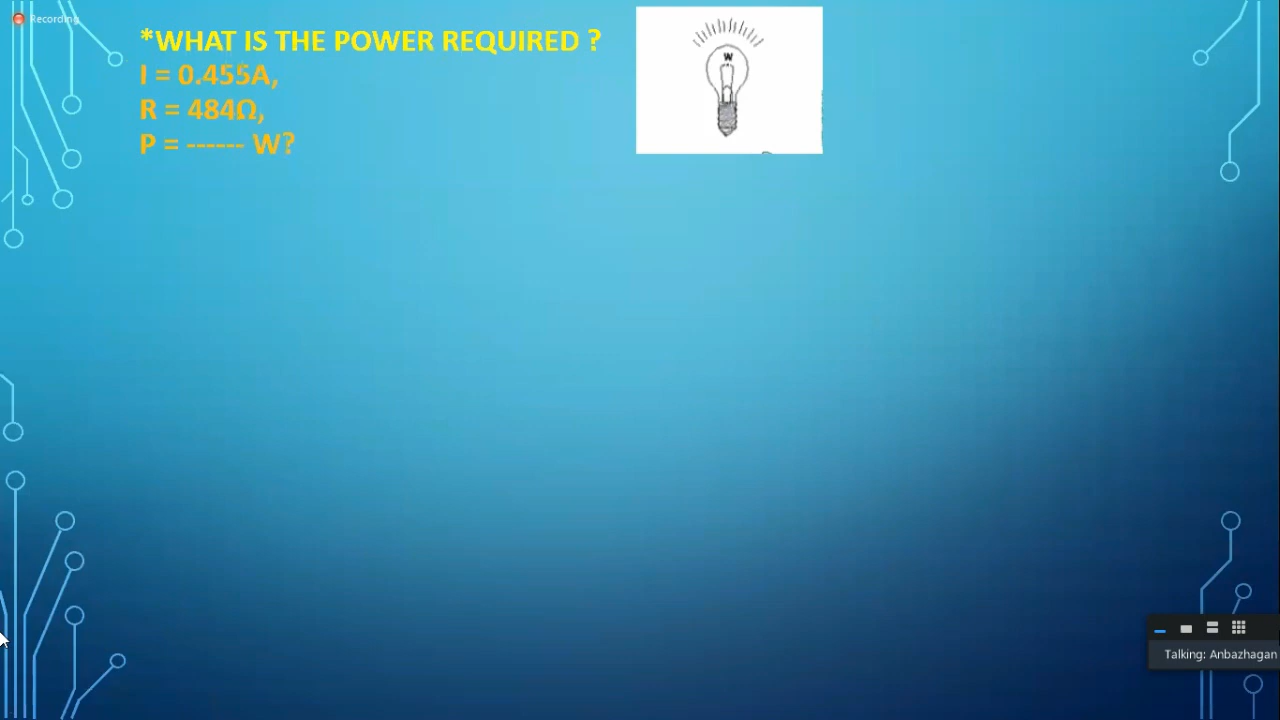 Recording
*WHAT IS THE POWER REQUIRED ?
I = 0.455A,
R = 484Ω,
P = ------ W?
W
Talking: Anbazhagan